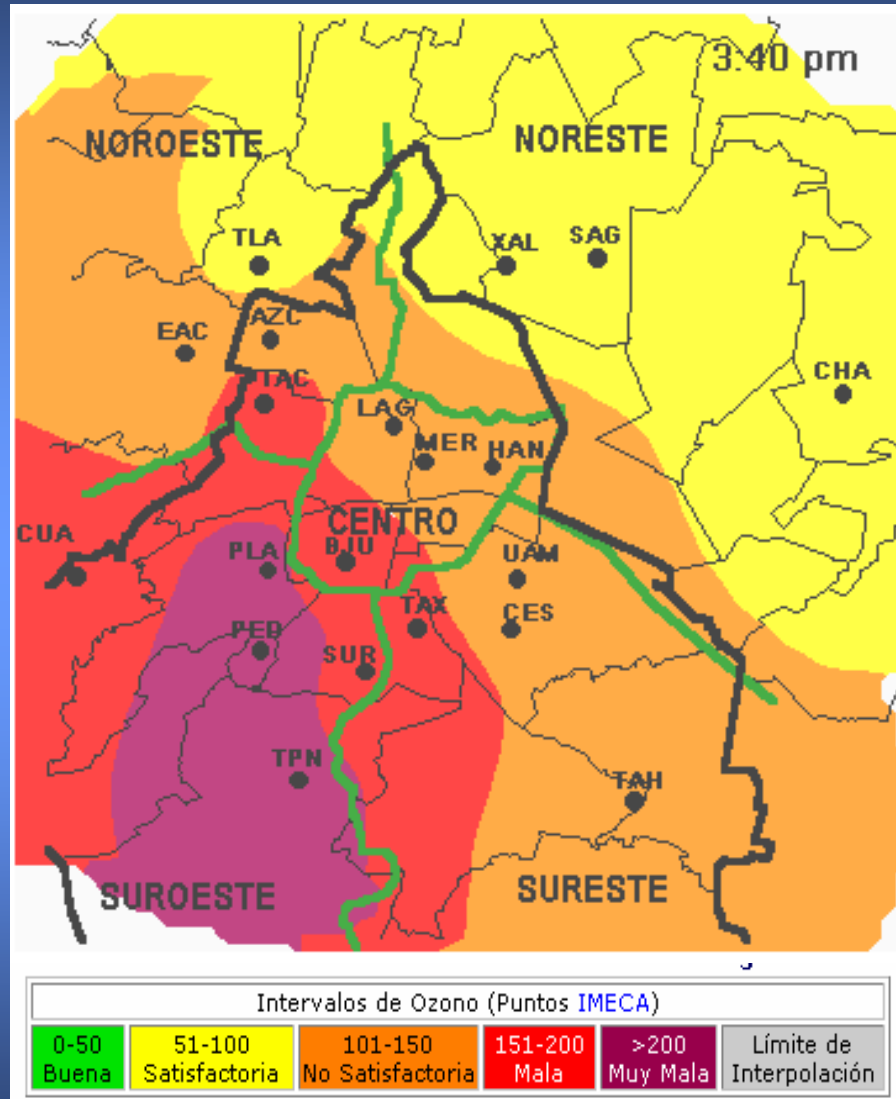 3:40 pm
NOROESTE
NORESTE
TLA
XAL
SAG
EAC
AZC
TAC
CHA
LAG
MER
HAN
CENTRO
CUA
PLA
BJU
UAM
PED
TAX
CES
SUR
TPN
TAH
SUROESTE
SURESTE
Intervalos de Ozono (Puntos IMECA)
0-50 51-100 101-150 151-200 >200 Límite de
Buena Satisfactoria No Satisfactoria Mala Muy Mala Interpolación